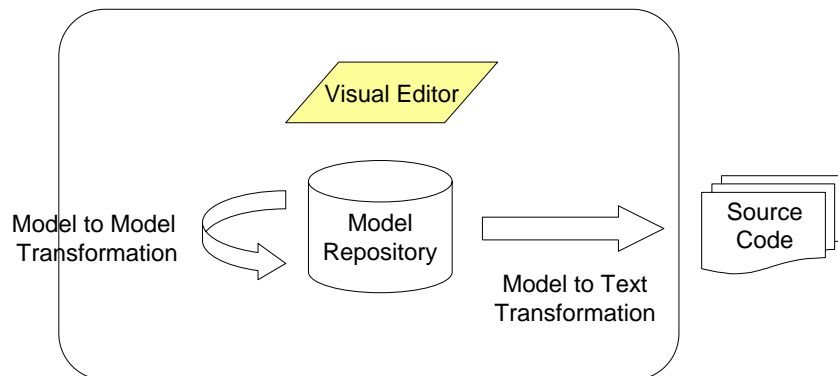 Visual Editor
Model to Model
Transformation
Model
Repository
Source
Code
Model to Text
Transformation